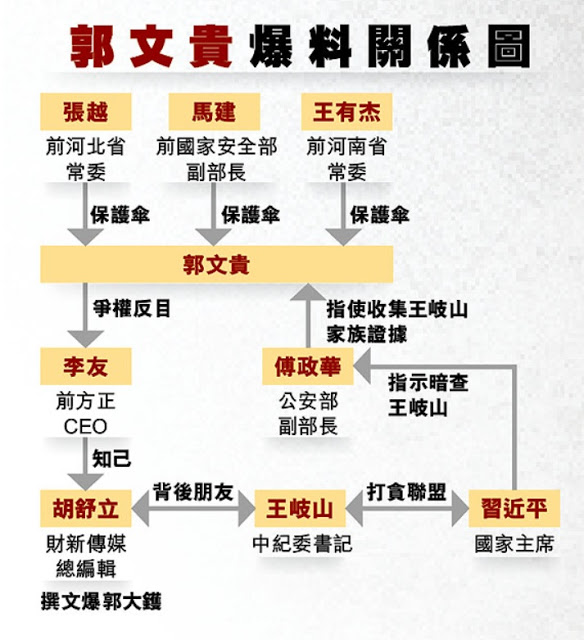 郭文貴爆料關係圖
張越
馬建
王有杰
前河北省
常委
前國家安全部
副部長
前河南省
常委
保護傘
保護傘
保護傘
郭文貴
爭權反目
指使收集王岐山
家族證據
李友
傅政華
指示暗查
王岐山
前方正
CEO
公安部
副部長
知己
背後朋友
打貪聯盟
胡舒立
王岐山
習近平
財新傳媒
總編輯
中紀委書記
國家主席
撰文爆郭大鑊